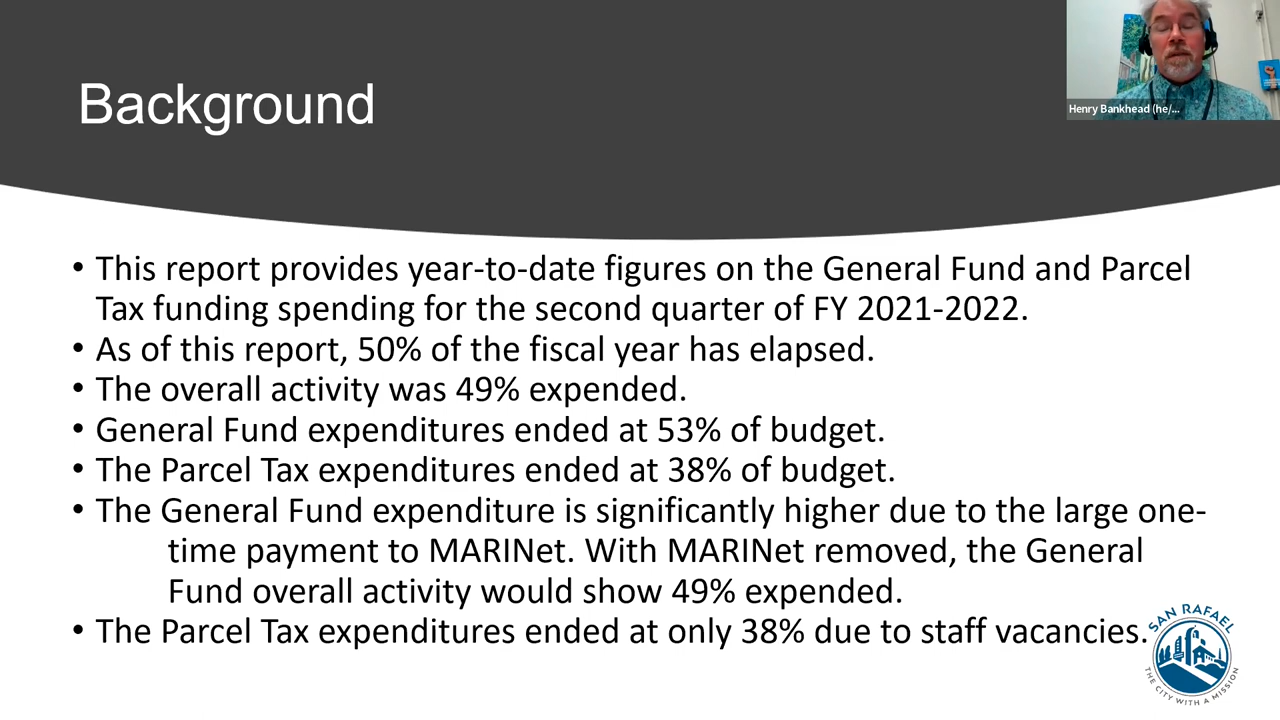 Background
Henry Bankhead (he/...
• This report provides year-to-date figures on the General Fund and Parcel
Tax funding spending for the second quarter of FY 2021-2022.
• As of this report, 50% of the fiscal year has elapsed.
• The overall activity was 49% expended.
• General Fund expenditures ended at 53% of budget.
• The Parcel Tax expenditures ended at 38% of budget.
• The General Fund expenditure is significantly higher due to the large one-
time payment to MARINet. With MARINet removed, the General
Fund overall activity would show 49% expended.
• The Parcel Tax expenditures ended at only 38% due to staff vacancies.
SAN RAFAEL
THE CITY WITH A MISSION